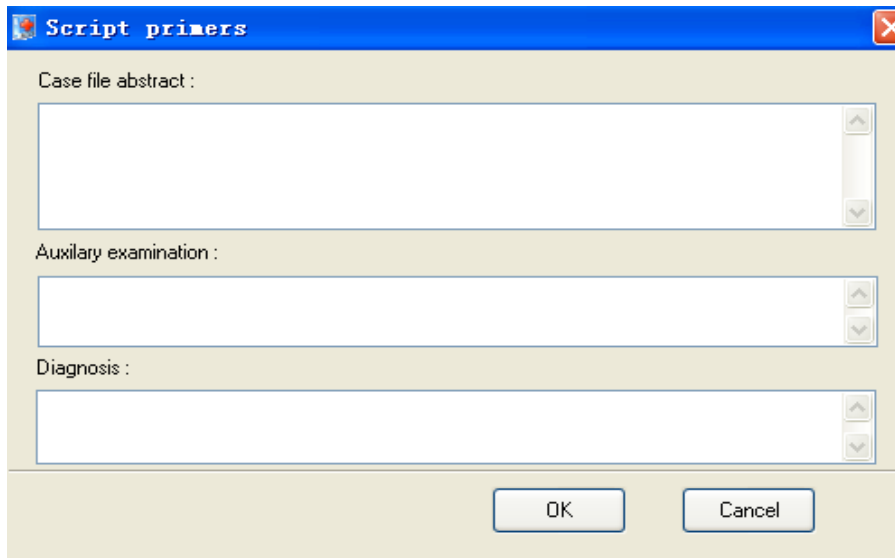 Script primers
Case file abstract :
Auxilary examination :
Diagnosis :
OK
Cancel